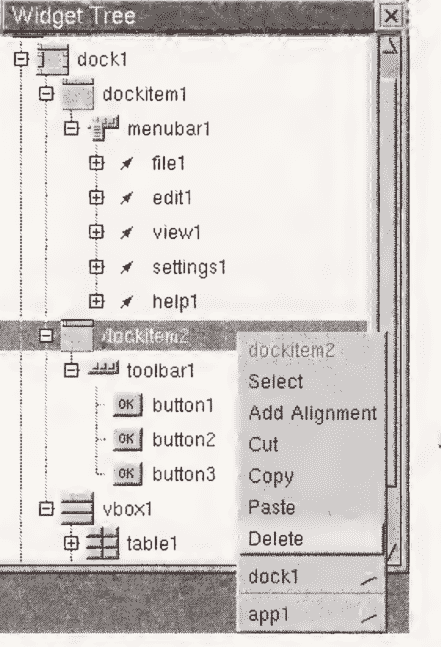 Widget Tree
dock1
dockitem1
menubar1
file1
edit1
view1
settings1
help1
dockitem2
toolbar1
OK button1
OK button2
OK button3
vbox1
table1
dockitem2
Select
Add Alignment
Cut
Copy
Paste
Delete
dock1
app1